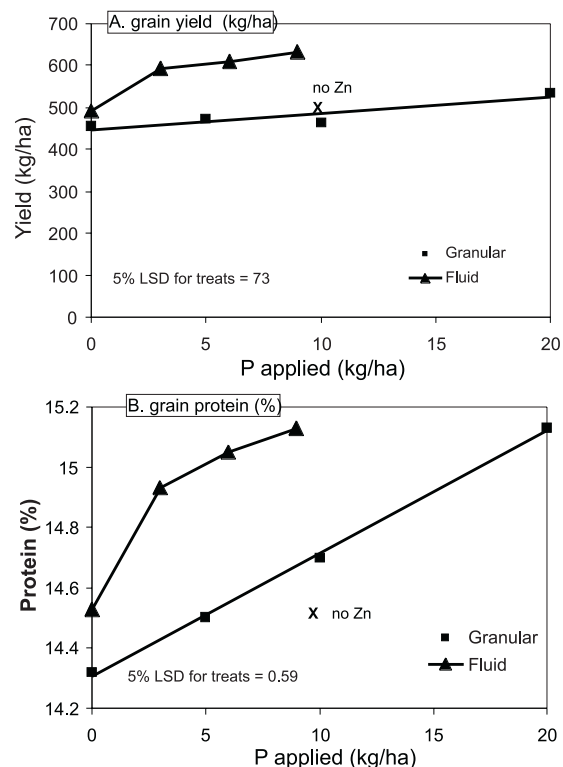 A. grain yield (kg/ha)
700
600
500
400
300
200
100
0
Yield (kg/ha)
no Zn
x
Granular
Fluid
5% LSD for treats = 73
0 5 10 15 20
P applied (kg/ha)
B. grain protein (%)
15.2
15
14.8
14.6
14.4
14.2
Protein (%)
x no Zn
Granular
Fluid
5% LSD for treats = 0.59
0 5 10 15 20
P applied (kg/ha)